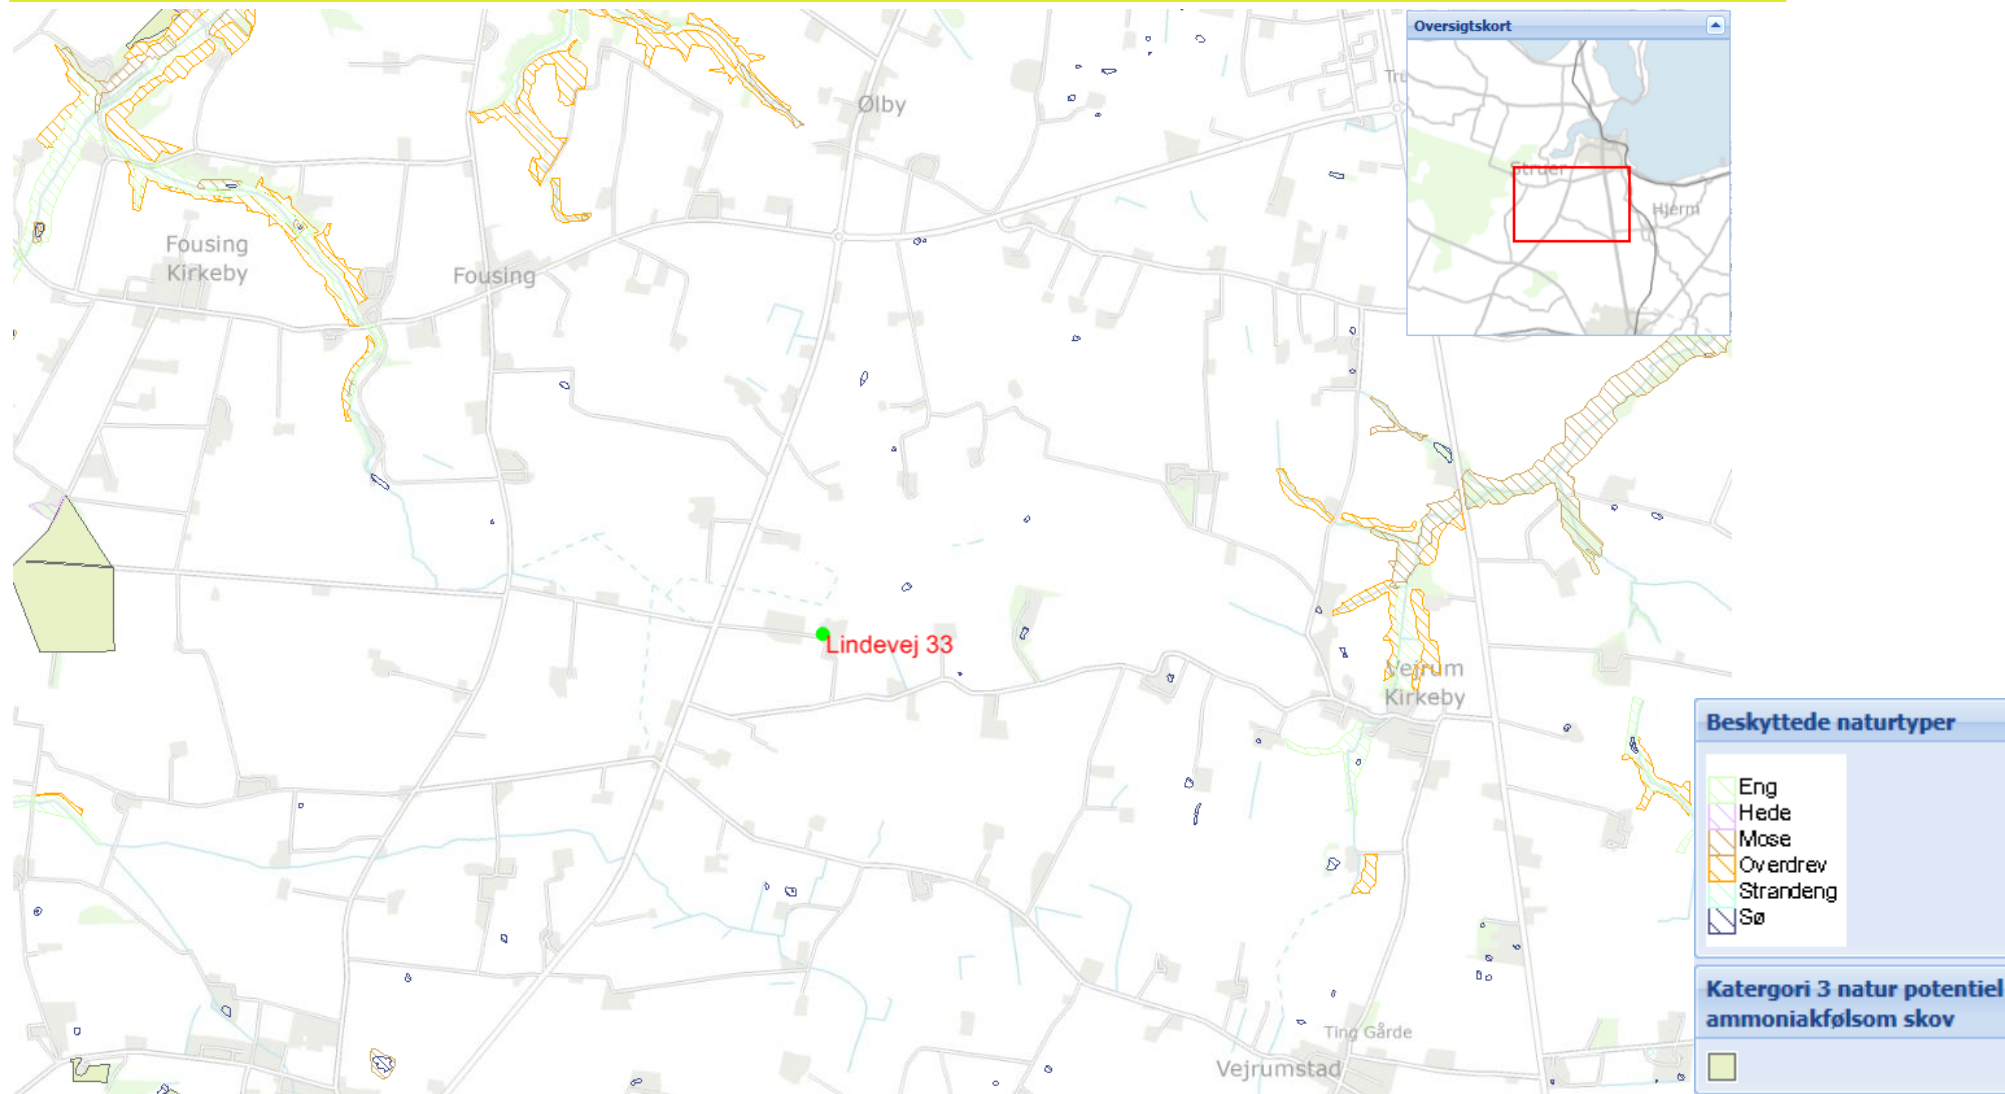 Oversigtskort
Struer
Hjerm
Ølby
Tru
Fousing
Kirkeby
Fousing
Lindevej 33
Vejrum
Kirkeby
Ting Gårde
Vejrumstad
Beskyttede naturtyper
Eng
Hede
Mose
Overdrev
Strandeng
Sø
Katergori 3 natur potentiel
ammoniakfølsom skov